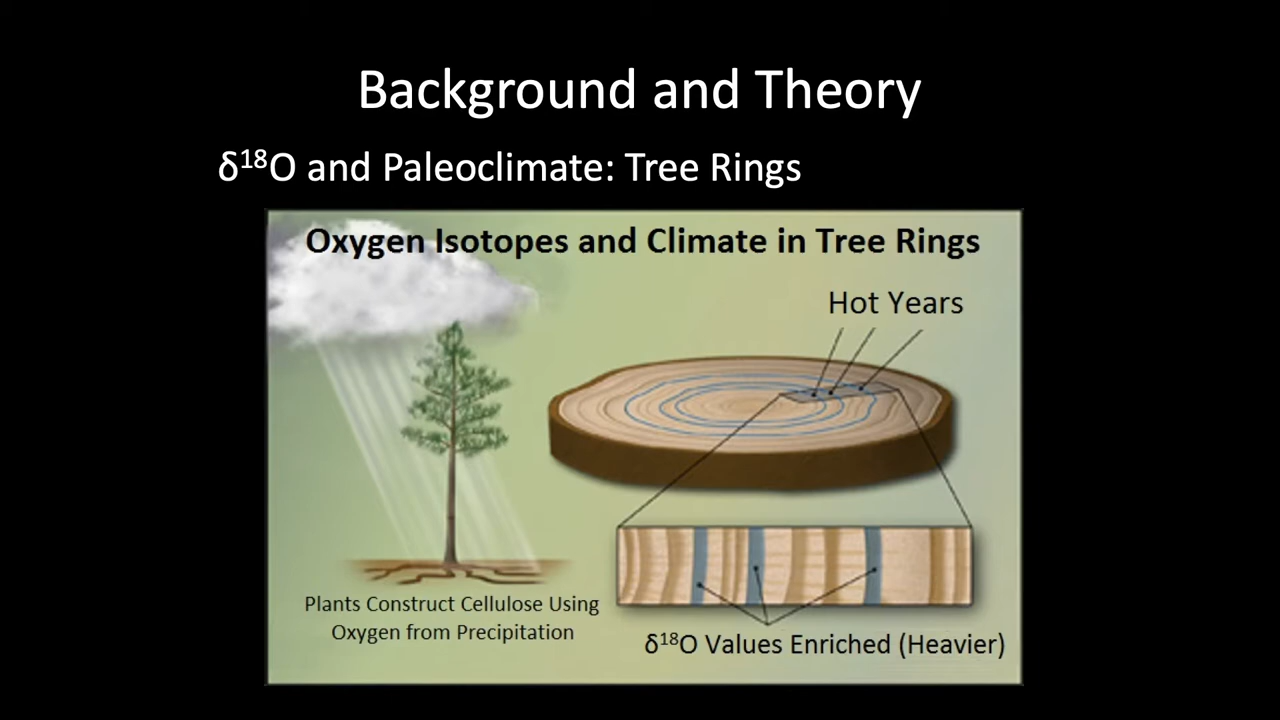 Background and Theory
δ¹⁸O and Paleoclimate: Tree Rings
Oxygen Isotopes and Climate in Tree Rings
Hot Years
Plants Construct Cellulose Using
Oxygen from Precipitation
δ¹⁸O Values Enriched (Heavier)